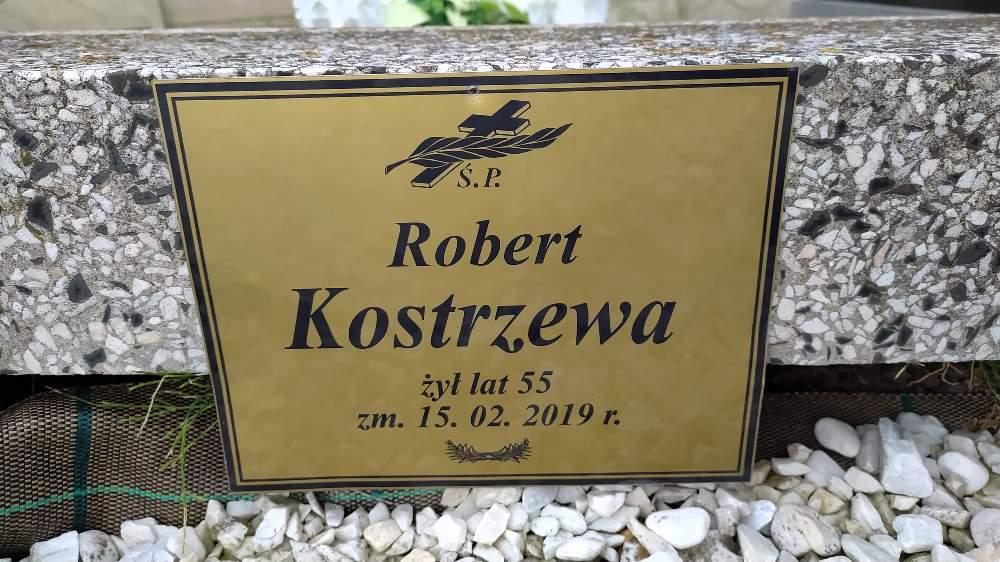 Ś. P.
Robert
Kostrzewa
żył lat 55
zm. 15. 02. 2019 r.